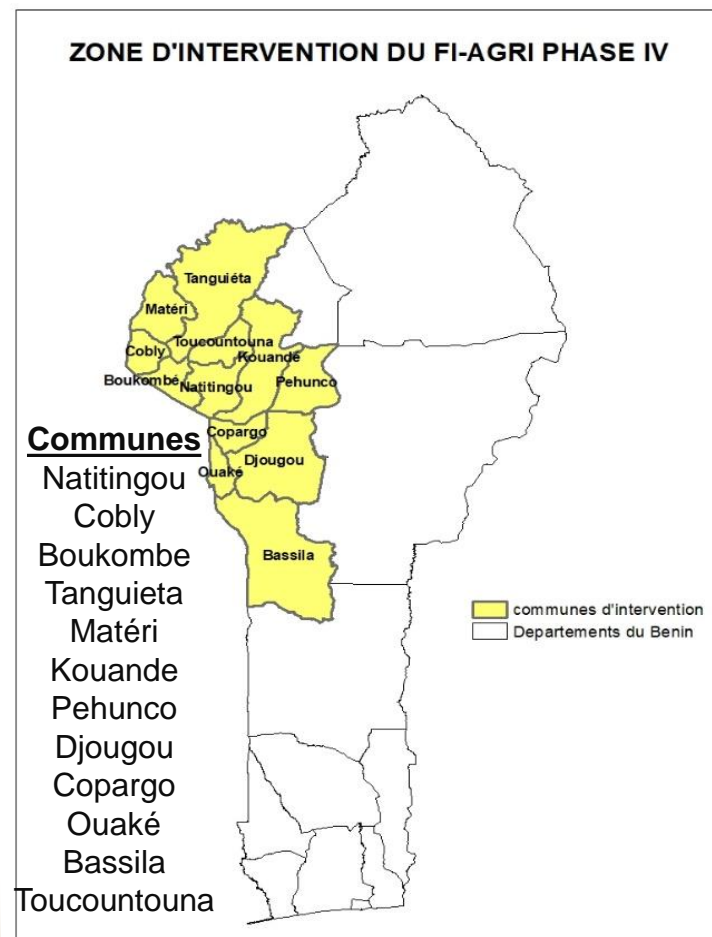 ZONE D'INTERVENTION DU FI-AGRI PHASE IV
Tanguiéta
Matéri
Toucountouna
Cobly
Kouandé
Boukombé
Natitingou
Pehunco
Copargo
Djougou
Ouaké
Bassila
Communes
Natitingou
Cobly
Boukombe
Tanguieta
Matéri
Kouande
Pehunco
Djougou
Copargo
Ouaké
Bassila
Toucountouna
communes d'intervention
Departements du Benin